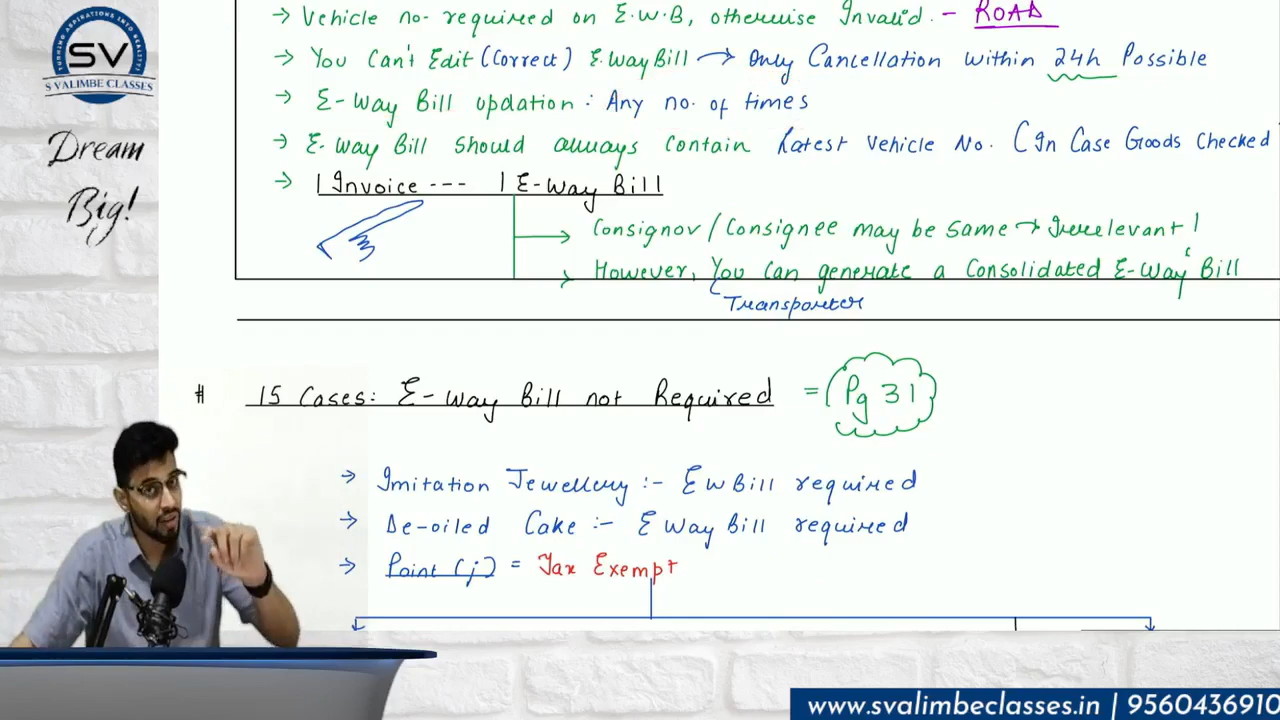 → Vehicle no. required on E.W.B, otherwise Invalid. - ROAD
→ You Can't Edit (Correct) E.Way Bill → Only Cancellation within 24h Possible
→ E-Way Bill updation: Any no. of times
→ E-Way Bill Should always contain Latest Vehicle No. (In Case Goods Checked
→ 1 Invoice --- 1 E-Way Bill
→ Consignor/Consignee may be same → Irrelevant!
→ However, You Can generate a Consolidated E-Way Bill
Transporter
# 15 Cases: E-Way Bill not Required = Pg 31
→ Imitation Jewellery :- E W Bill required
→ De-oiled Cake :- E Way Bill required
→ Point (j) = Tax Exempt
TURNING ASPIRATIONS INTO REALITY
SV
S VALIMBE CLASSES
Dream
Big!
www.svalimbeclasses.in | 9560436910